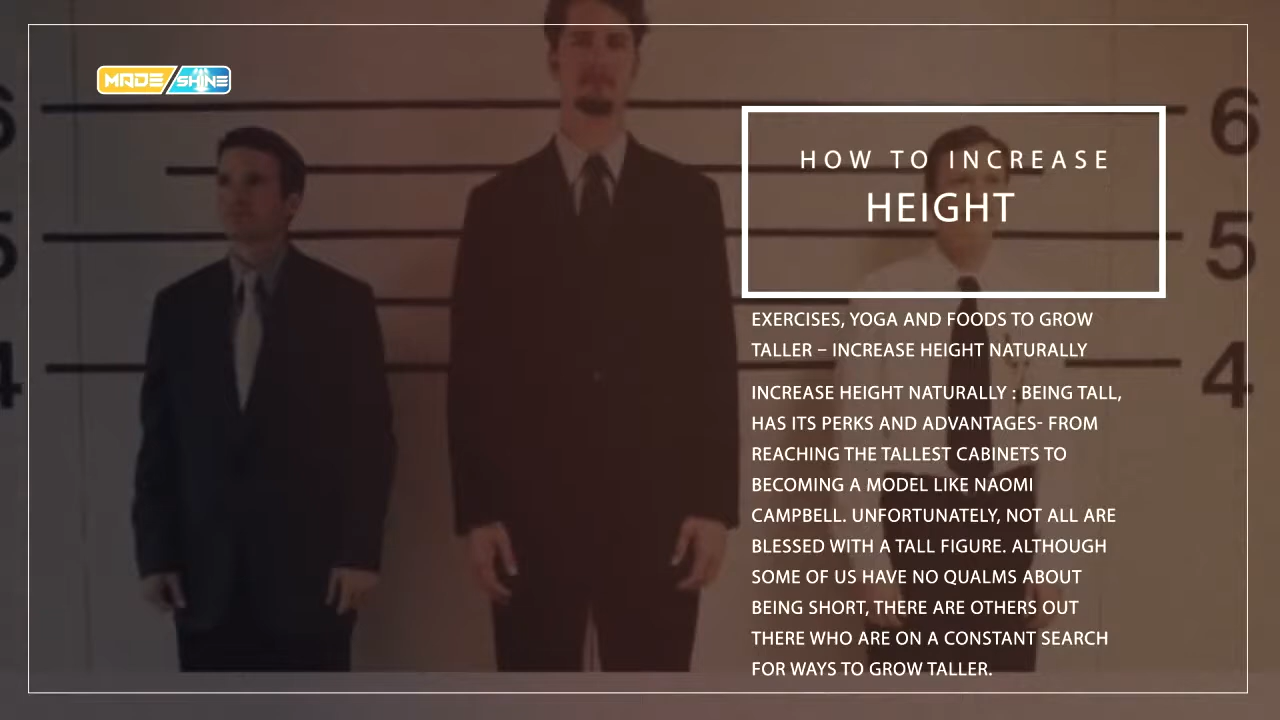 MADE/SHINE
6
6
HOW TO INCREASE
HEIGHT
5
5
EXERCISES, YOGA AND FOODS TO GROW
TALLER – INCREASE HEIGHT NATURALLY
4
4
INCREASE HEIGHT NATURALLY : BEING TALL,
HAS ITS PERKS AND ADVANTAGES- FROM
REACHING THE TALLEST CABINETS TO
BECOMING A MODEL LIKE NAOMI
CAMPBELL. UNFORTUNATELY, NOT ALL ARE
BLESSED WITH A TALL FIGURE. ALTHOUGH
SOME OF US HAVE NO QUALMS ABOUT
BEING SHORT, THERE ARE OTHERS OUT
THERE WHO ARE ON A CONSTANT SEARCH
FOR WAYS TO GROW TALLER.